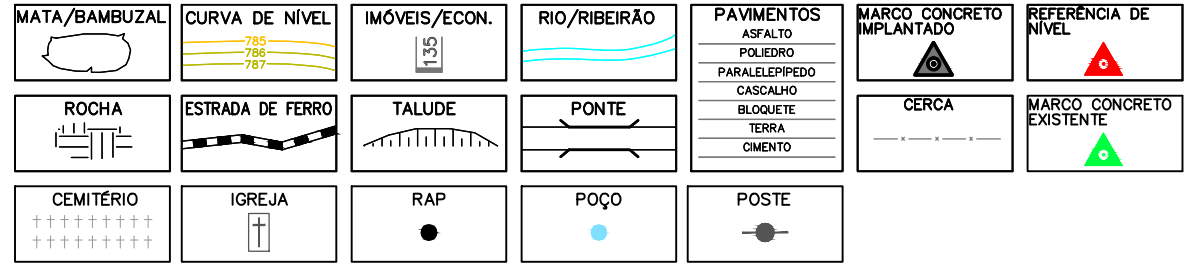 MATA/BAMBUZAL
CURVA DE NÍVEL
785
786
787
IMÓVEIS/ECON.
135
RIO/RIBEIRÃO
PAVIMENTOS
ASFALTO
POLIEDRO
PARALELEPÍPEDO
CASCALHO
BLOQUETE
TERRA
CIMENTO
MARCO CONCRETO
IMPLANTADO
REFERÊNCIA DE
NÍVEL
ROCHA
ESTRADA DE FERRO
TALUDE
PONTE
CERCA
MARCO CONCRETO
EXISTENTE
CEMITÉRIO
IGREJA
RAP
POÇO
POSTE